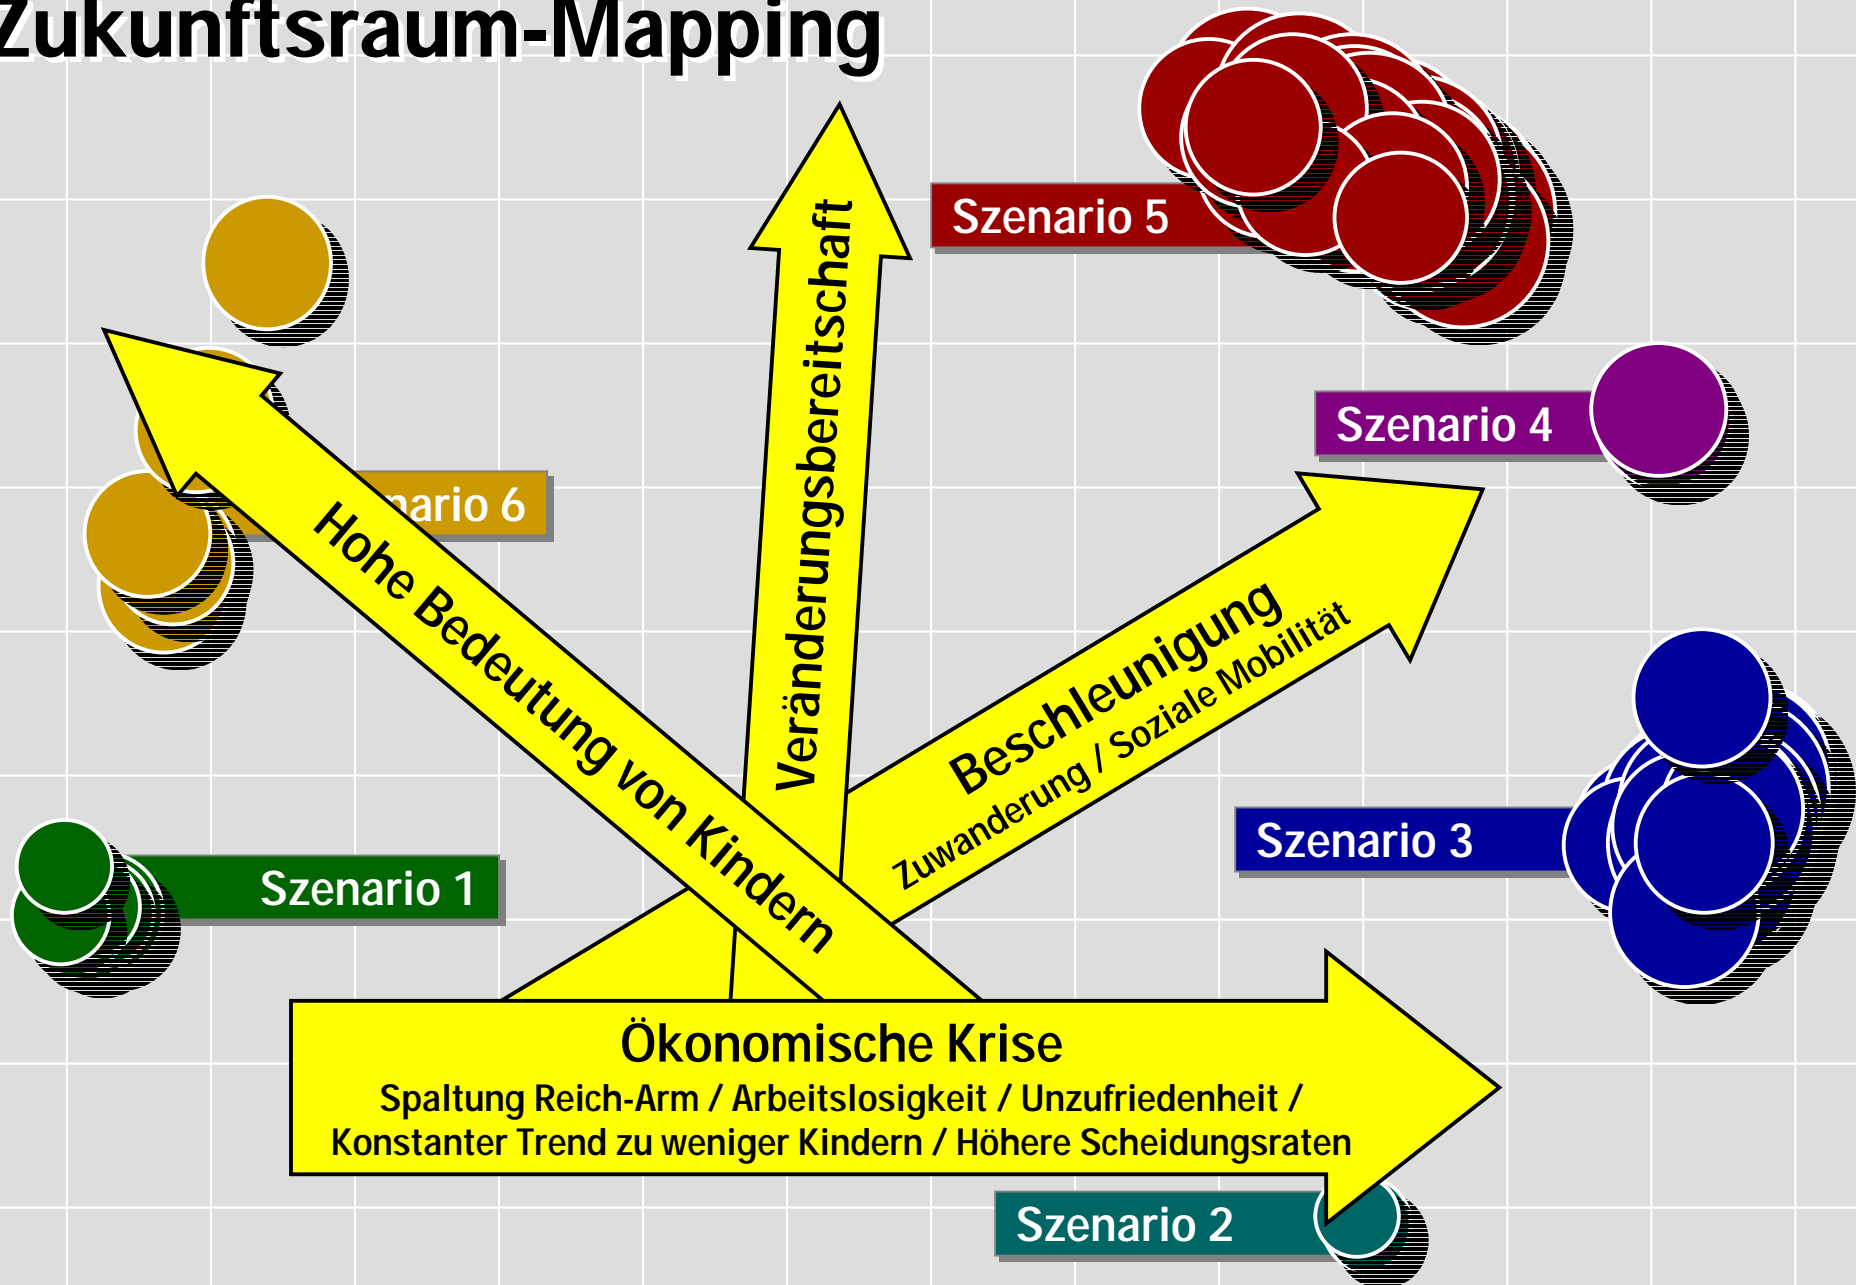 Zukunftsraum-Mapping
Szenario 5
Veränderungsbereitschaft
Szenario 4
nario 6
Hohe Bedeutung von Kindern
Beschleunigung
Zuwanderung / Soziale Mobilität
Szenario 3
Szenario 1
Ökonomische Krise
Spaltung Reich-Arm / Arbeitslosigkeit / Unzufriedenheit /
Konstanter Trend zu weniger Kindern / Höhere Scheidungsraten
Szenario 2